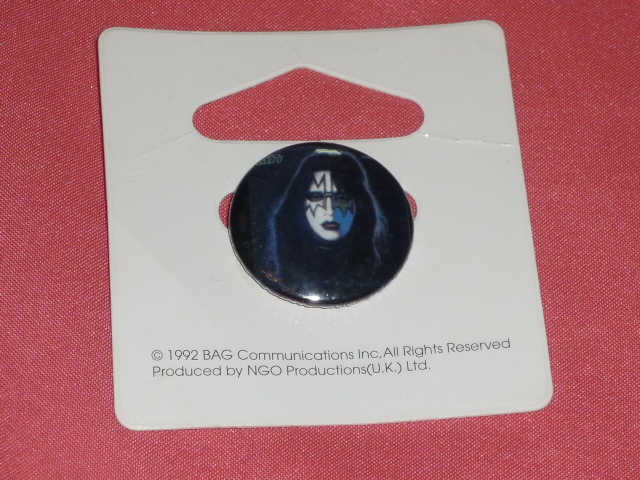 © 1992 BAG Communications Inc,All Rights Reserved
Produced by NGO Productions(U.K.) Ltd.